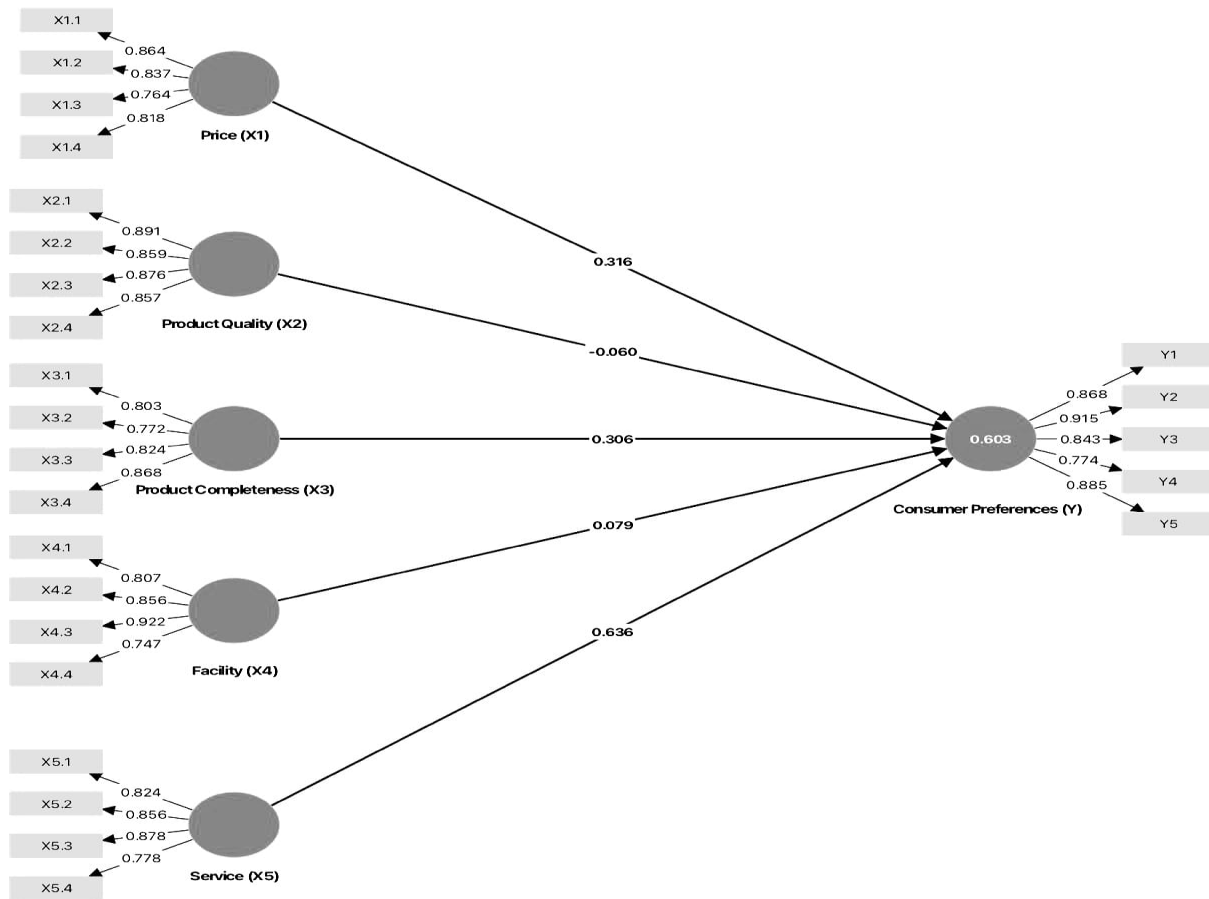 X1.1
0.864
X1.2
0.837
X1.3
0.764
X1.4
0.818
Price (X1)
X2.1
0.891
X2.2
0.859
X2.3
0.876
X2.4
0.857
Product Quality (X2)
X3.1
0.803
X3.2
0.772
X3.3
0.824
X3.4
0.868
Product Completeness (X3)
X4.1
0.807
X4.2
0.856
X4.3
0.922
X4.4
0.747
Facility (X4)
X5.1
0.824
X5.2
0.856
X5.3
0.878
X5.4
0.778
Service (X5)
0.316
-0.060
0.306
0.079
0.636
0.603
Consumer Preferences (Y)
Y1
0.868
Y2
0.915
Y3
0.843
Y4
0.774
Y5
0.885